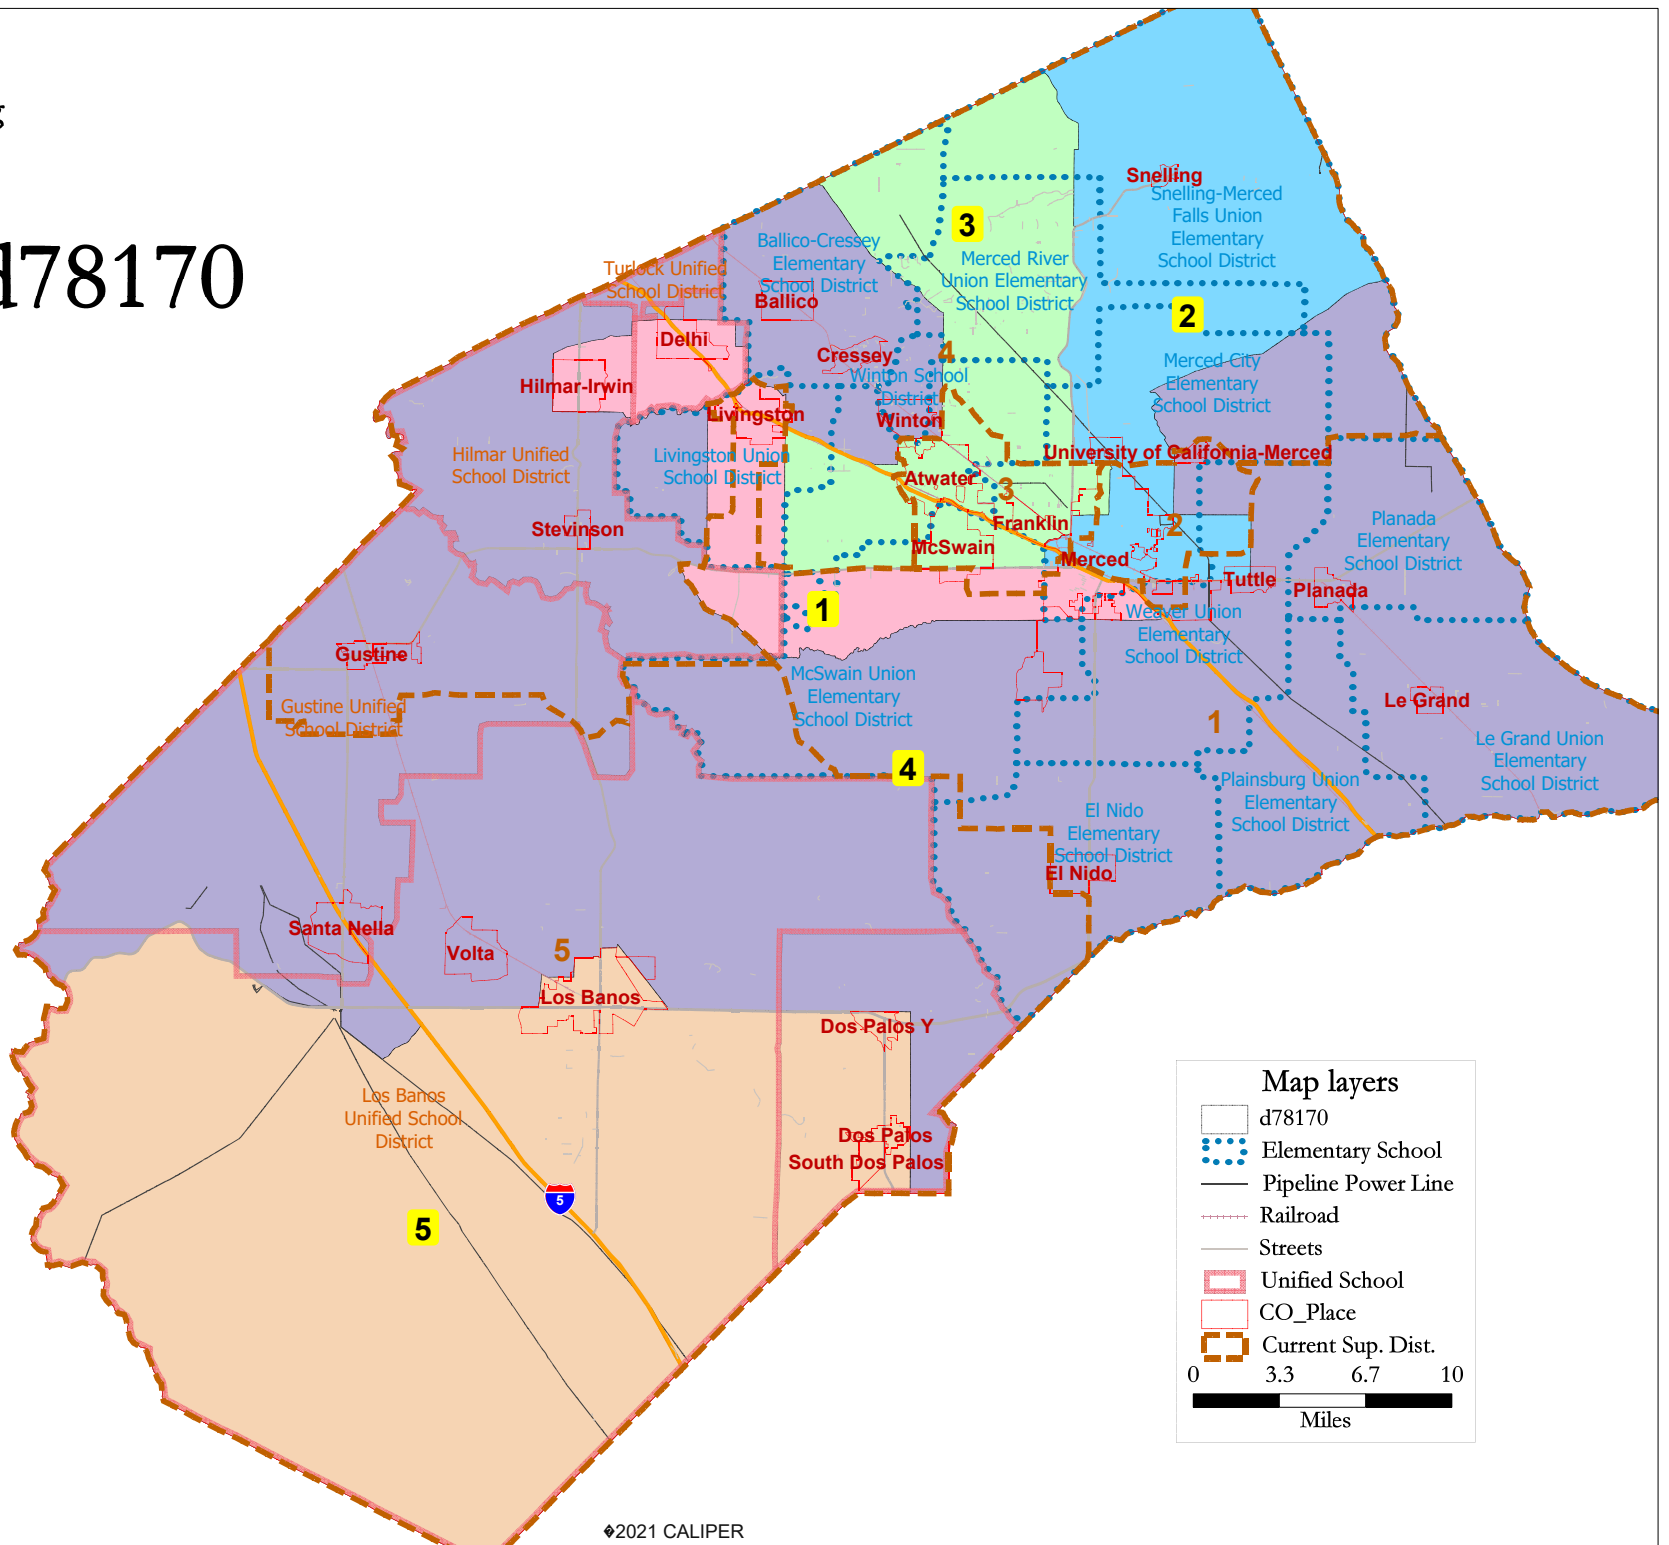 g
d78170
Snelling
Snelling-Merced
Falls Union
Elementary
School District
3
Ballico-Cressey
Elementary
School District
Ballico
Merced River
Union Elementary
School District
Turlock Unified
School District
2
Delhi
Cressey
4
Winton School
District
Merced City
Elementary
School District
Hilmar-Irwin
Livingston
Winton
Hilmar Unified
School District
Livingston Union
School District
University of California-Merced
Atwater
3
Stevinson
Franklin
2
Planada
Elementary
School District
McSwain
Merced
Tuttle
Planada
1
Weaver Union
Elementary
School District
Gustine
McSwain Union
Elementary
School District
Gustine Unified
School District
Le Grand
1
Le Grand Union
Elementary
School District
4
Plainsburg Union
Elementary
School District
El Nido
Elementary
School District
El Nido
Santa Nella
Volta
5
Los Banos
Dos Palos Y
Los Banos
Unified School
District
Dos Palos
South Dos Palos
5
5
Map layers
d78170
Elementary School
Pipeline Power Line
Railroad
Streets
Unified School
CO_Place
Current Sup. Dist.
0 3.3 6.7 10
Miles
�2021 CALIPER